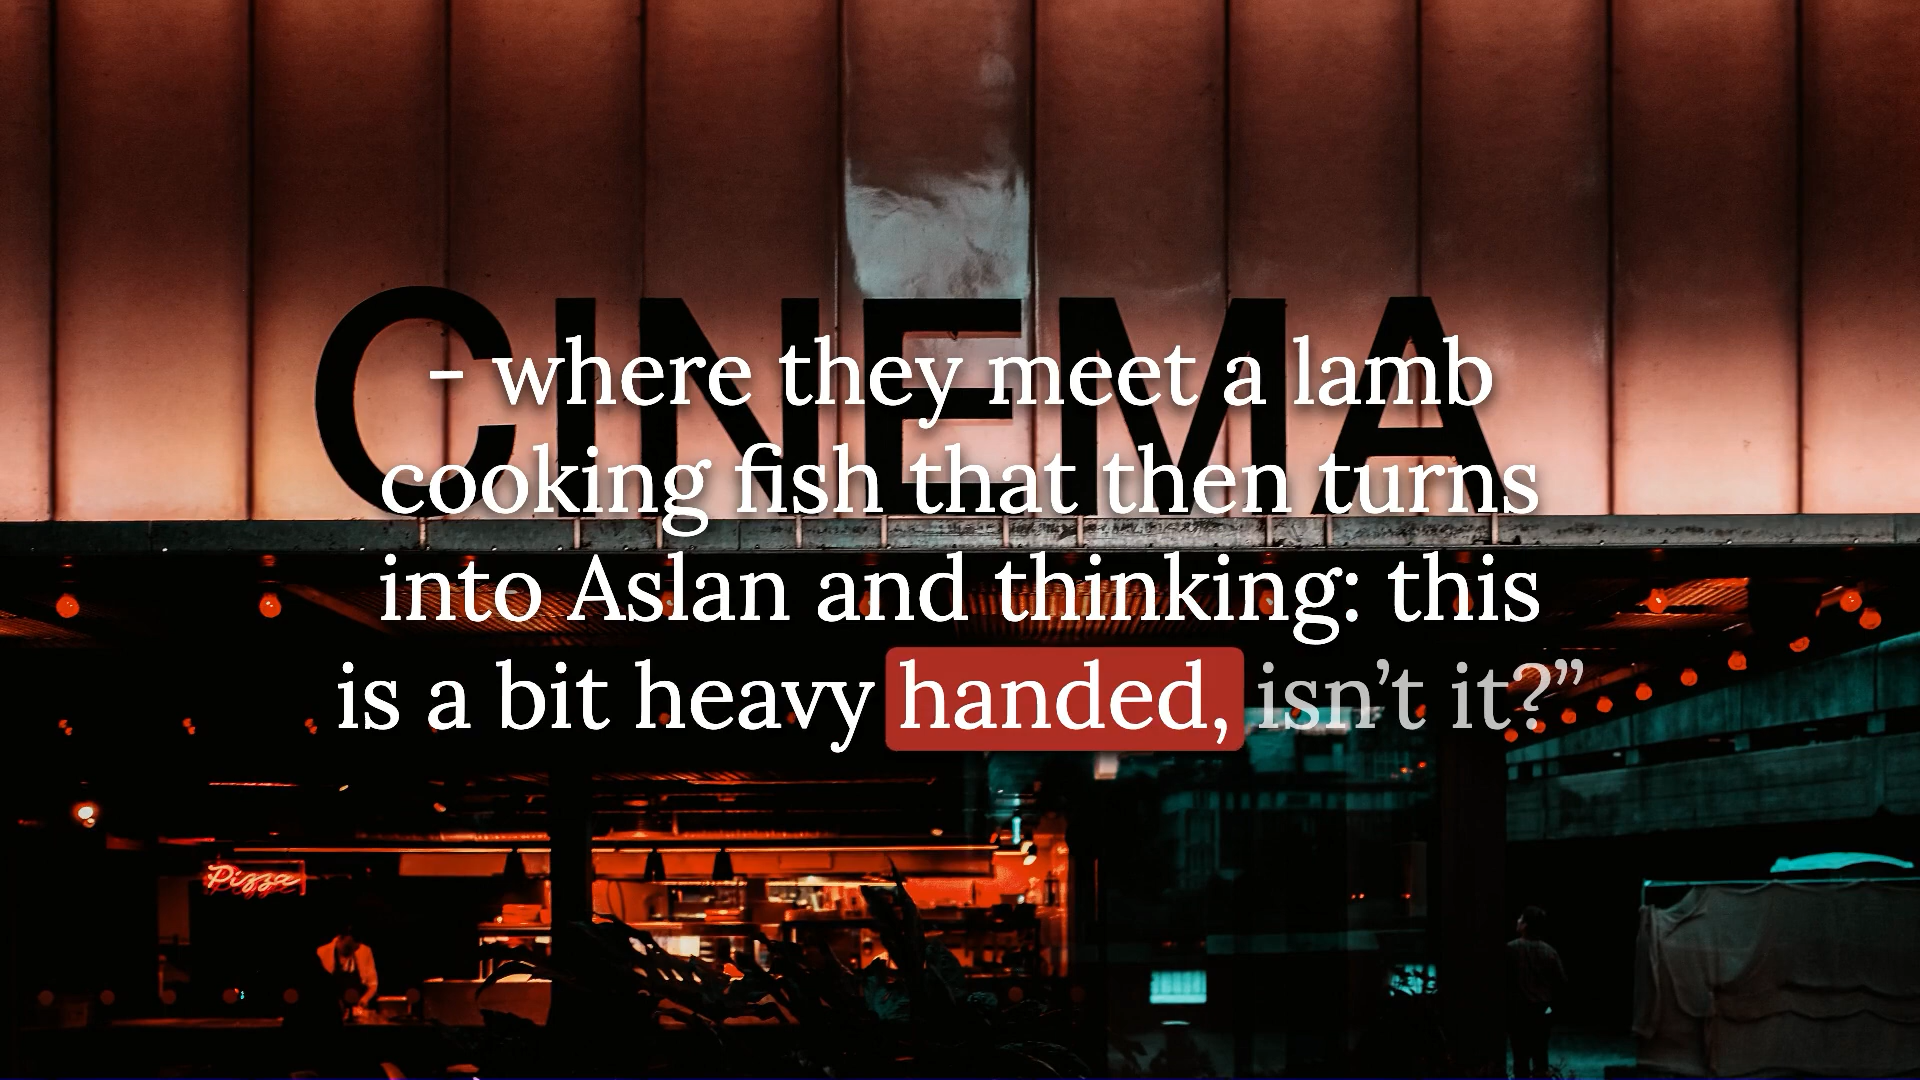 CINEMA
- where they meet a lamb
cooking fish that then turns
into Aslan and thinking: this
is a bit heavy handed, isn’t it?”
Pizza